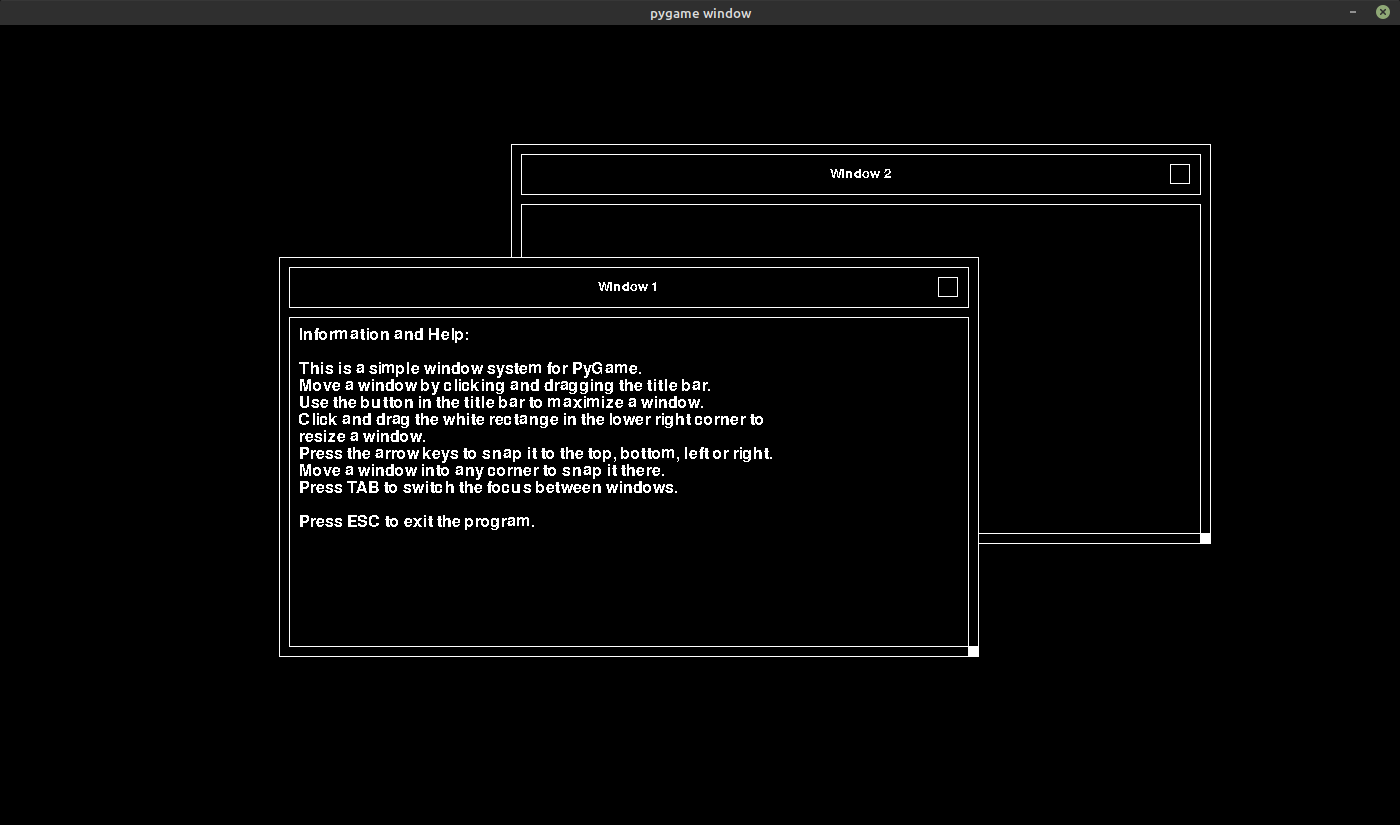 pygame window
Window 2
Window 1
Information and Help:
This is a simple window system for PyGame.
Move a window by clicking and dragging the title bar.
Use the button in the title bar to maximize a window.
Click and drag the white rectange in the lower right corner to
resize a window.
Press the arrow keys to snap it to the top, bottom, left or right.
Move a window into any corner to snap it there.
Press TAB to switch the focus between windows.
Press ESC to exit the program.